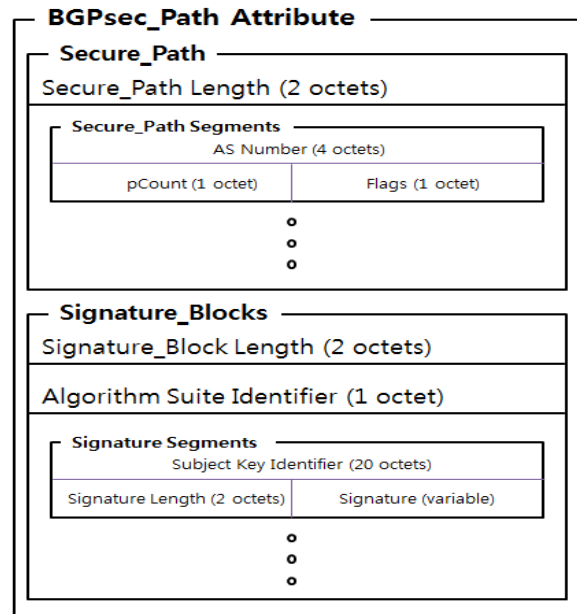 BGPsec_Path Attribute
Secure_Path
Secure_Path Length (2 octets)
Secure_Path Segments
AS Number (4 octets)
pCount (1 octet) Flags (1 octet)
Signature_Blocks
Signature_Block Length (2 octets)
Algorithm Suite Identifier (1 octet)
Signature Segments
Subject Key Identifier (20 octets)
Signature Length (2 octets) Signature (variable)